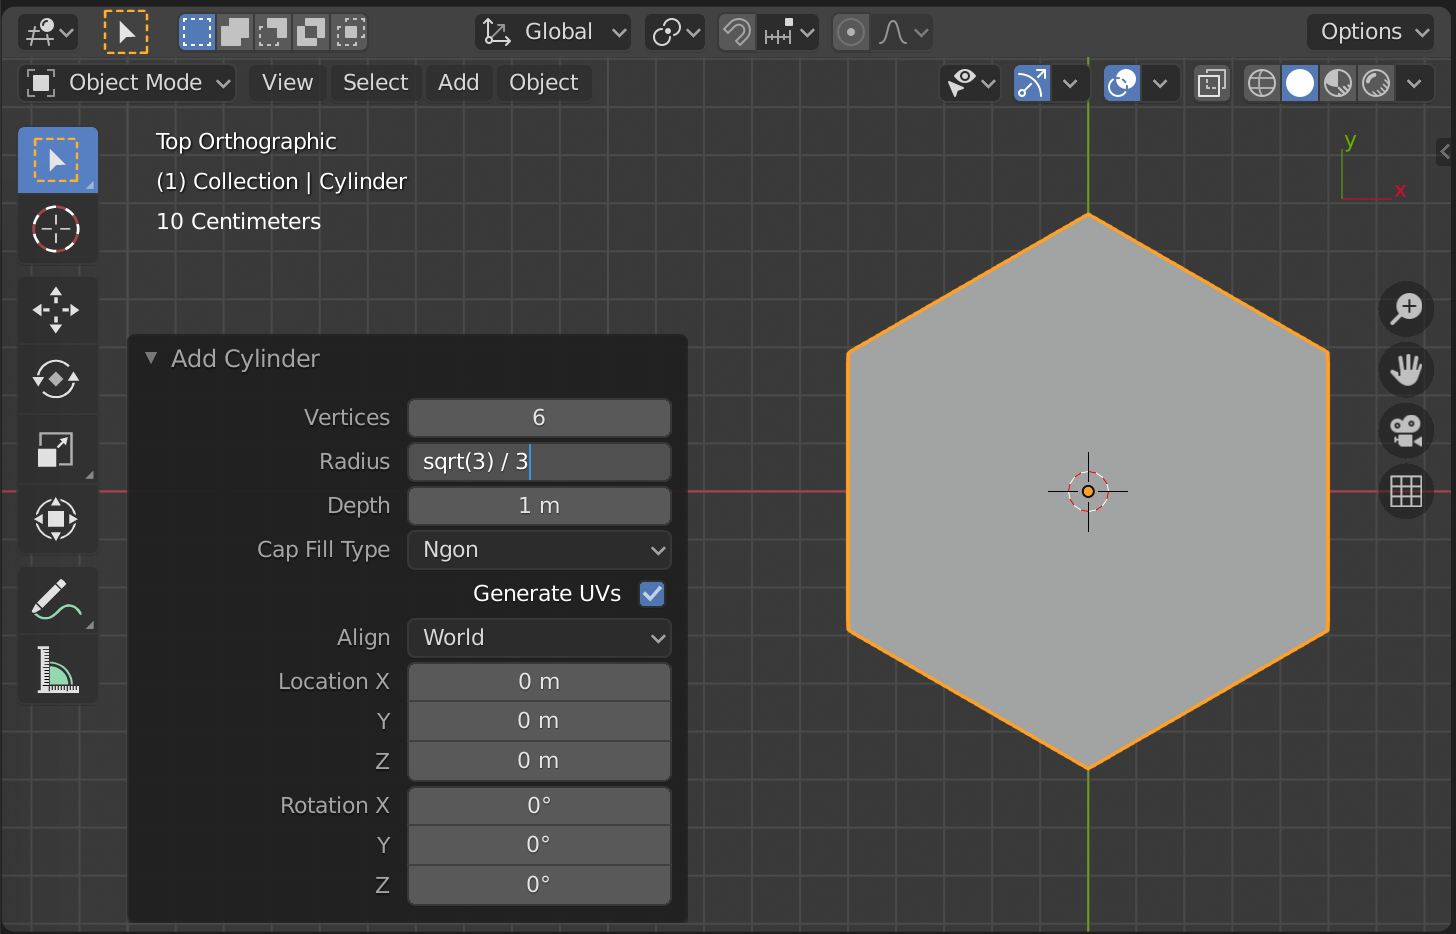 Global
Options
Object Mode
View
Select
Add
Object
Top Orthographic
(1) Collection | Cylinder
10 Centimeters
y
x
Add Cylinder
Vertices 6
Radius sqrt(3) / 3
Depth 1 m
Cap Fill Type Ngon
Generate UVs
Align World
Location X 0 m
Y 0 m
Z 0 m
Rotation X 0°
Y 0°
Z 0°